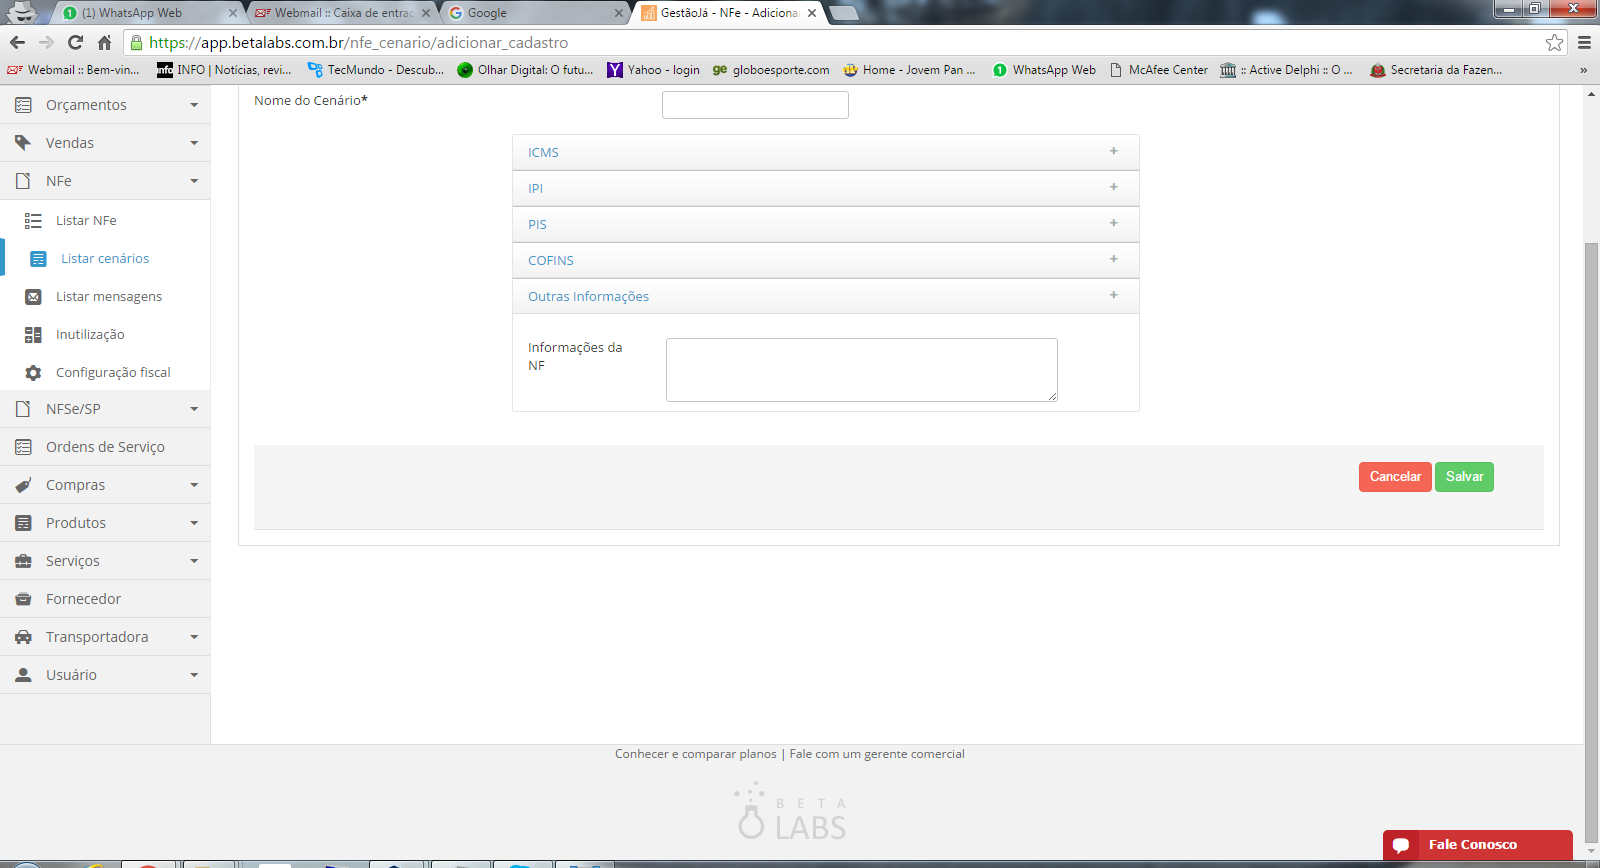 (1) WhatsApp Web
Webmail :: Caixa de entrac
Google
GestãoJá - NFe - Adiciona
https://app.betalabs.com.br/nfe_cenario/adicionar_cadastro
Webmail :: Bem-vin...
INFO | Notícias, revi...
TecMundo - Descub...
Olhar Digital: O futu...
Yahoo - login
globoesporte.com
Home - Jovem Pan ...
WhatsApp Web
McAfee Center
:: Active Delphi :: O ...
Secretaria da Fazen...
»
Orçamentos
Vendas
NFe
Listar NFe
Listar cenários
Listar mensagens
Inutilização
Configuração fiscal
NFSe/SP
Ordens de Serviço
Compras
Produtos
Serviços
Fornecedor
Transportadora
Usuário
Nome do Cenário*
ICMS +
IPI +
PIS +
COFINS +
Outras Informações +
Informações da
NF
Cancelar
Salvar
Conhecer e comparar planos | Fale com um gerente comercial
BETA
LABS
Fale Conosco